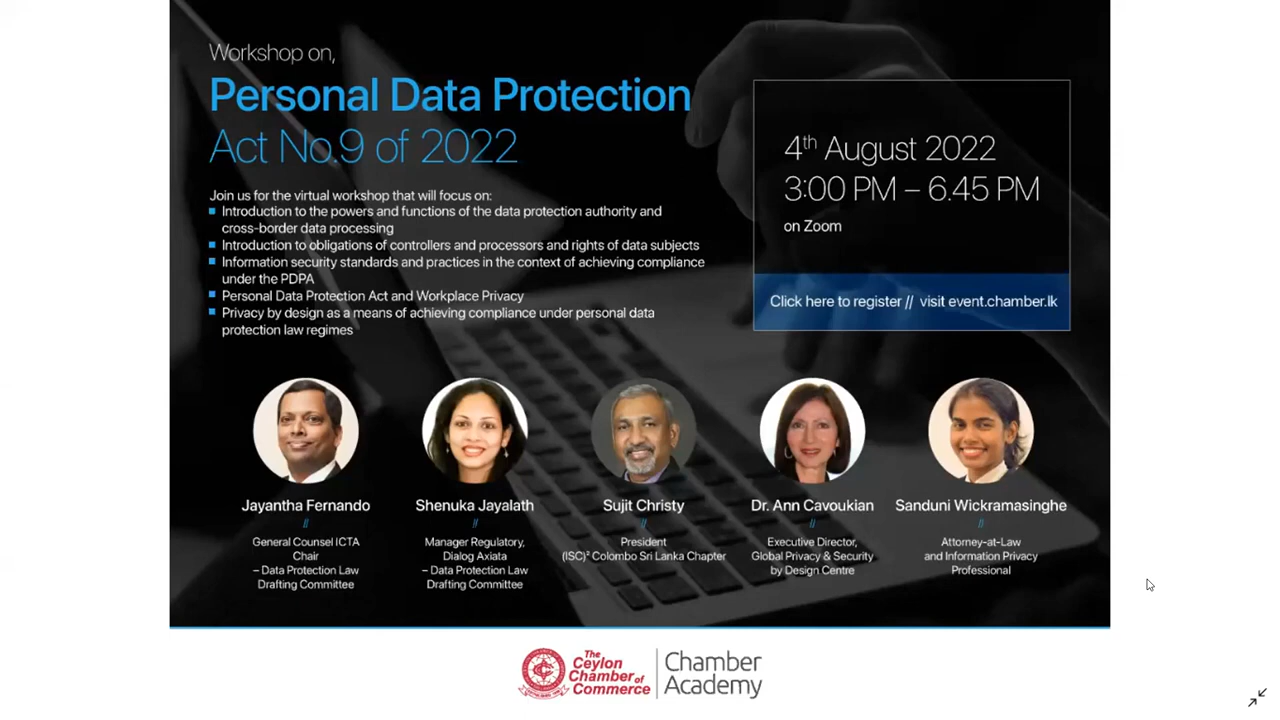 Workshop on,
Personal Data Protection
Act No.9 of 2022
Join us for the virtual workshop that will focus on:
Introduction to the powers and functions of the data protection authority and
cross-border data processing
Introduction to obligations of controllers and processors and rights of data subjects
Information security standards and practices in the context of achieving compliance
under the PDPA
Personal Data Protection Act and Workplace Privacy
Privacy by design as a means of achieving compliance under personal data
protection law regimes
4th August 2022
3:00 PM – 6.45 PM
on Zoom
Click here to register // visit event.chamber.lk
Jayantha Fernando
//
General Counsel ICTA
Chair
– Data Protection Law
Drafting Committee
Shenuka Jayalath
//
Manager Regulatory,
Dialog Axiata
– Data Protection Law
Drafting Committee
Sujit Christy
//
President
(ISC)² Colombo Sri Lanka Chapter
Dr. Ann Cavoukian
//
Executive Director,
Global Privacy & Security
by Design Centre
Sanduni Wickramasinghe
//
Attorney-at-Law
and Information Privacy
Professional
The
Ceylon
Chamber of
Commerce
Chamber
Academy